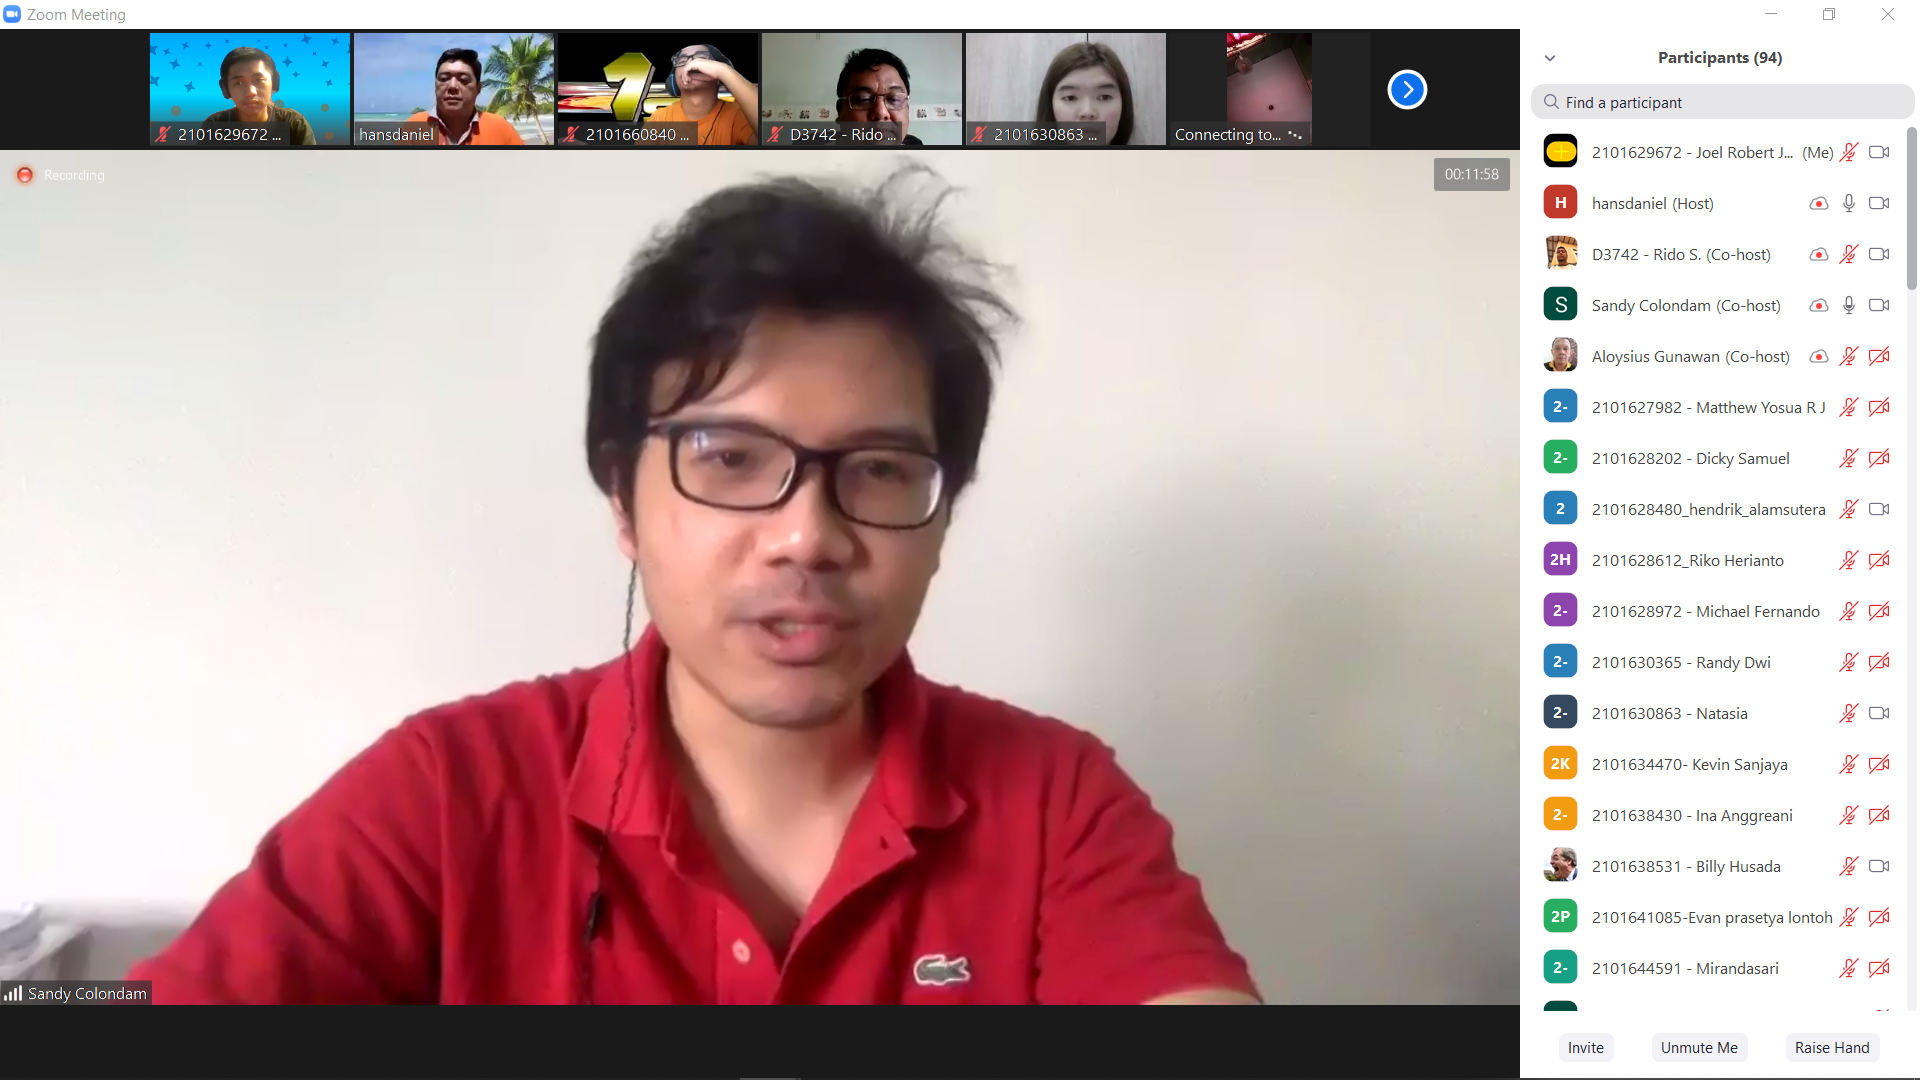 Zoom Meeting
2101629672 ...
hansdaniel
2101660840 ...
D3742 - Rido ...
2101630863 ...
Connecting to...
Recording
00:11:58
Sandy Colondam
Participants (94)
Find a participant
2101629672 - Joel Robert J... (Me)
H hansdaniel (Host)
D3742 - Rido S. (Co-host)
S Sandy Colondam (Co-host)
Aloysius Gunawan (Co-host)
2- 2101627982 - Matthew Yosua R J
2- 2101628202 - Dicky Samuel
2 2101628480_hendrik_alamsutera
2H 2101628612_Riko Herianto
2- 2101628972 - Michael Fernando
2- 2101630365 - Randy Dwi
2- 2101630863 - Natasia
2K 2101634470- Kevin Sanjaya
2- 2101638430 - Ina Anggreani
2101638531 - Billy Husada
2P 2101641085-Evan prasetya lontoh
2- 2101644591 - Mirandasari
Invite Unmute Me Raise Hand